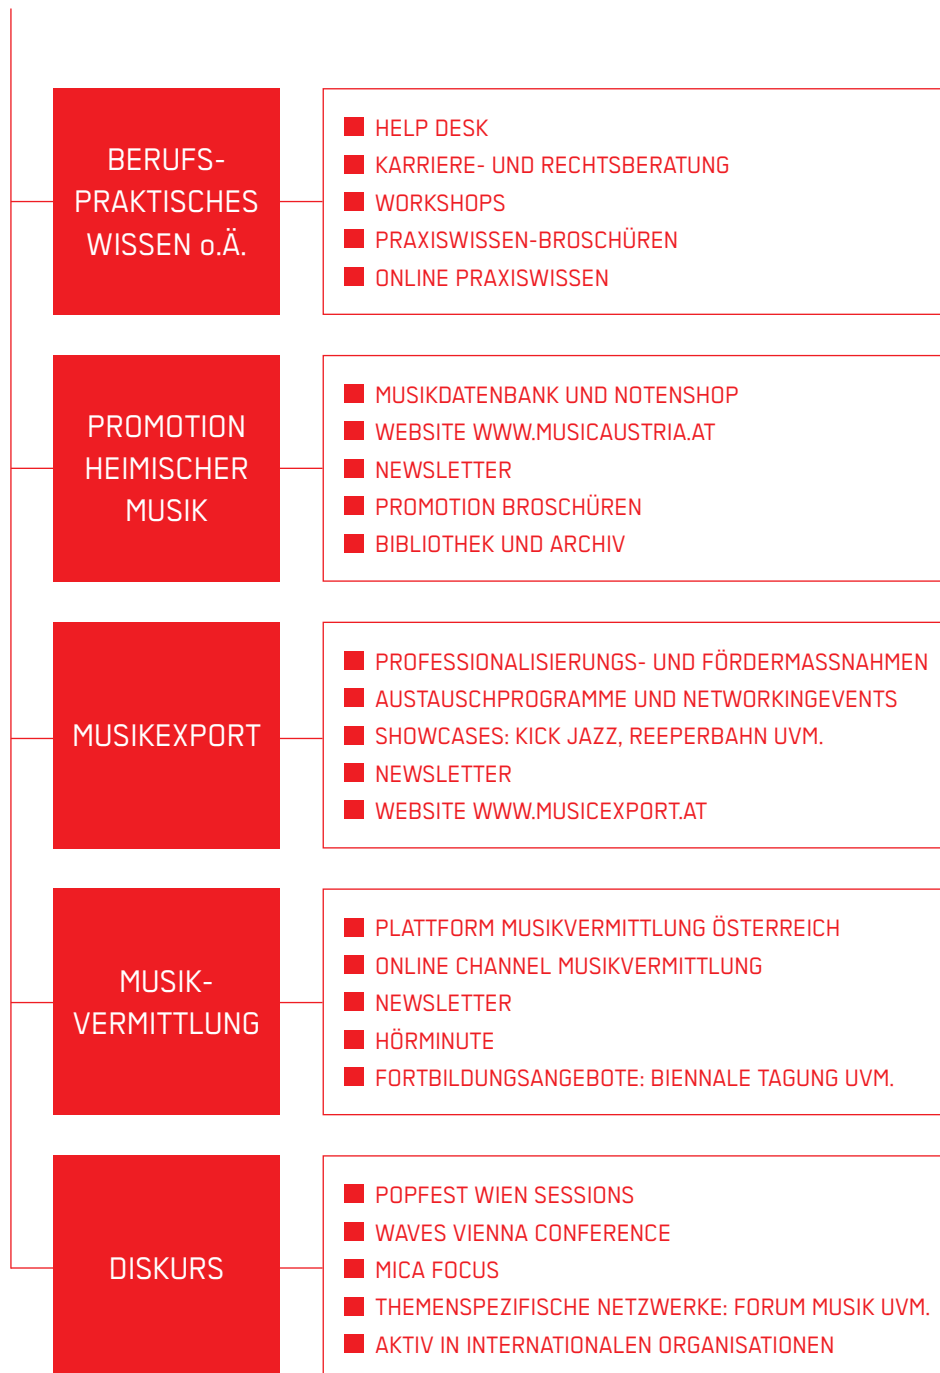 BERUFS-
PRAKTISCHES
WISSEN o.Ä.
HELP DESK
KARRIERE- UND RECHTSBERATUNG
WORKSHOPS
PRAXISWISSEN-BROSCHÜREN
ONLINE PRAXISWISSEN
PROMOTION
HEIMISCHER
MUSIK
MUSIKDATENBANK UND NOTENSHOP
WEBSITE WWW.MUSICAUSTRIA.AT
NEWSLETTER
PROMOTION BROSCHÜREN
BIBLIOTHEK UND ARCHIV
MUSIKEXPORT
PROFESSIONALISIERUNGS- UND FÖRDERMASSNAHMEN
AUSTAUSCHPROGRAMME UND NETWORKINGEVENTS
SHOWCASES: KICK JAZZ, REEPERBAHN UVM.
NEWSLETTER
WEBSITE WWW.MUSICEXPORT.AT
MUSIK-
VERMITTLUNG
PLATTFORM MUSIKVERMITTLUNG ÖSTERREICH
ONLINE CHANNEL MUSIKVERMITTLUNG
NEWSLETTER
HÖRMINUTE
FORTBILDUNGSANGEBOTE: BIENNALE TAGUNG UVM.
DISKURS
POPFEST WIEN SESSIONS
WAVES VIENNA CONFERENCE
MICA FOCUS
THEMENSPEZIFISCHE NETZWERKE: FORUM MUSIK UVM.
AKTIV IN INTERNATIONALEN ORGANISATIONEN